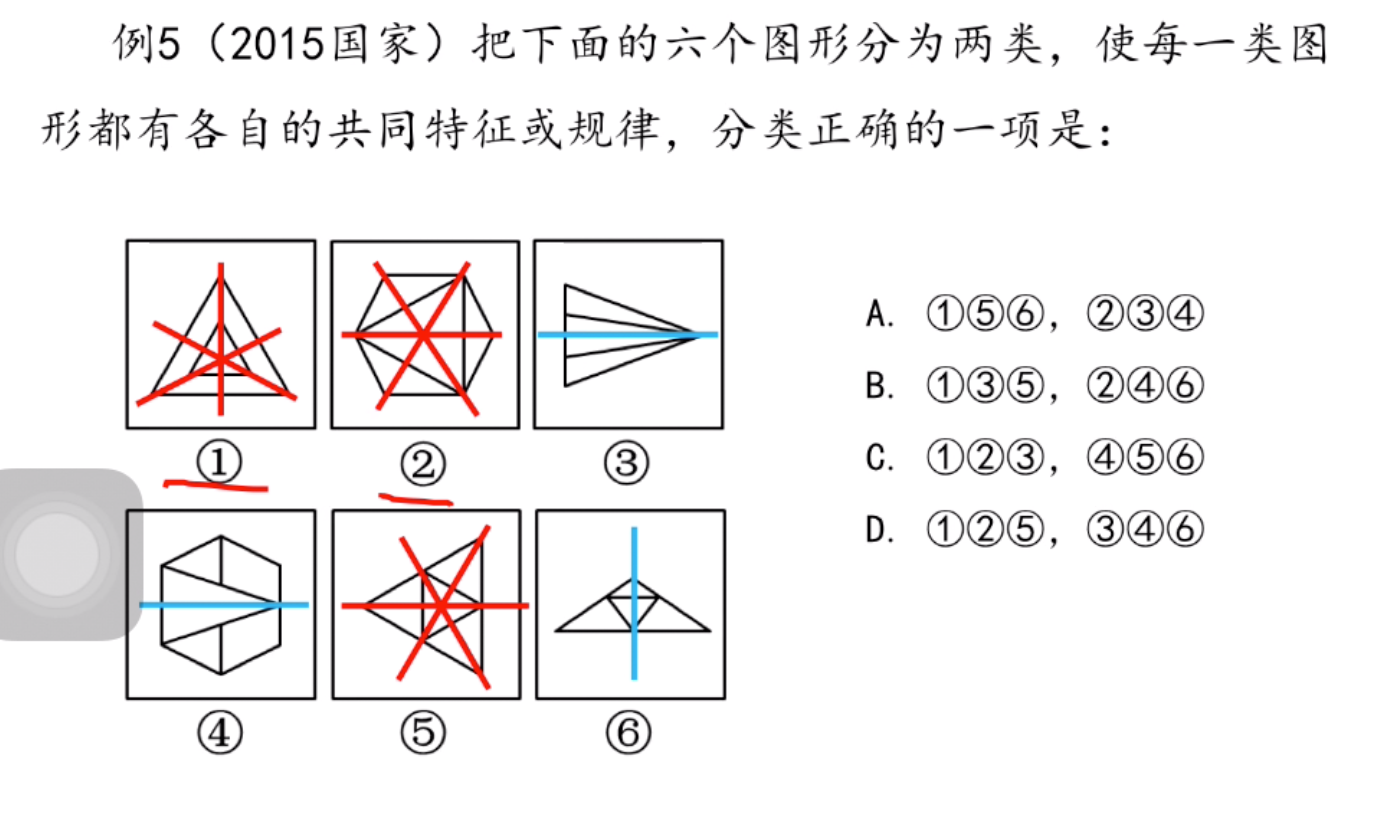 例5（2015国家）把下面的六个图形分为两类，使每一类图
形都有各自的共同特征或规律，分类正确的一项是：
① ② ③
④ ⑤ ⑥
A. ①⑤⑥，②③④
B. ①③⑤，②④⑥
C. ①②③，④⑤⑥
D. ①②⑤，③④⑥